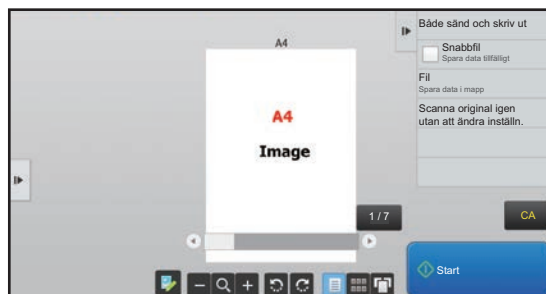 A4
A4
Image
1 / 7
Både sänd och skriv ut
Snabbfil
Spara data tillfälligt
Fil
Spara data i mapp
Scanna original igen
utan att ändra inställn.
CA
Start